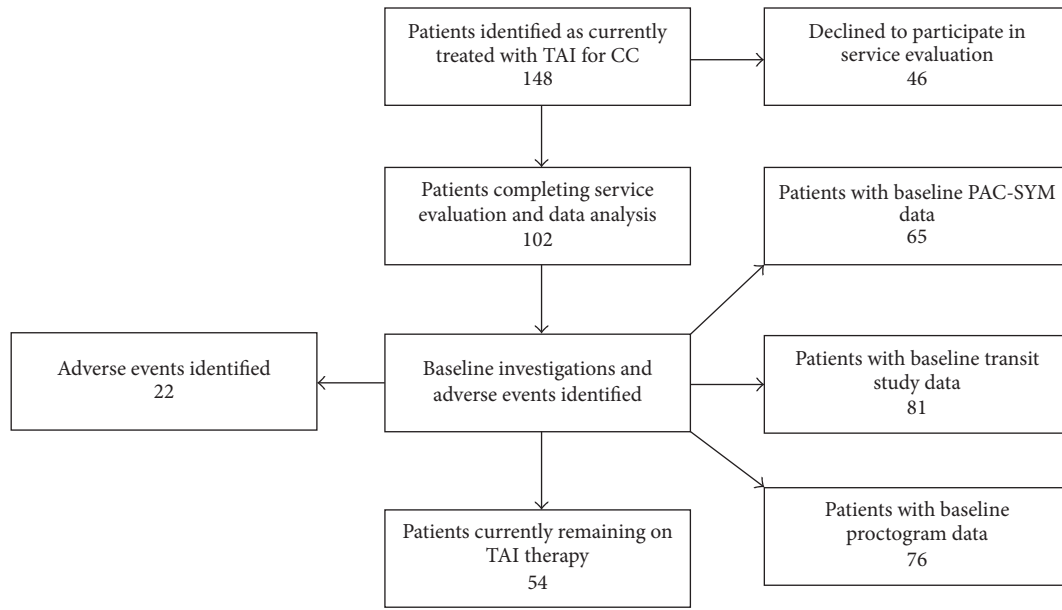 Patients identified as currently
treated with TAI for CC
148
Declined to participate in
service evaluation
46
Patients completing service
evaluation and data analysis
102
Patients with baseline PAC-SYM
data
65
Adverse events identified
22
Baseline investigations and
adverse events identified
Patients with baseline transit
study data
81
Patients currently remaining on
TAI therapy
54
Patients with baseline
proctogram data
76